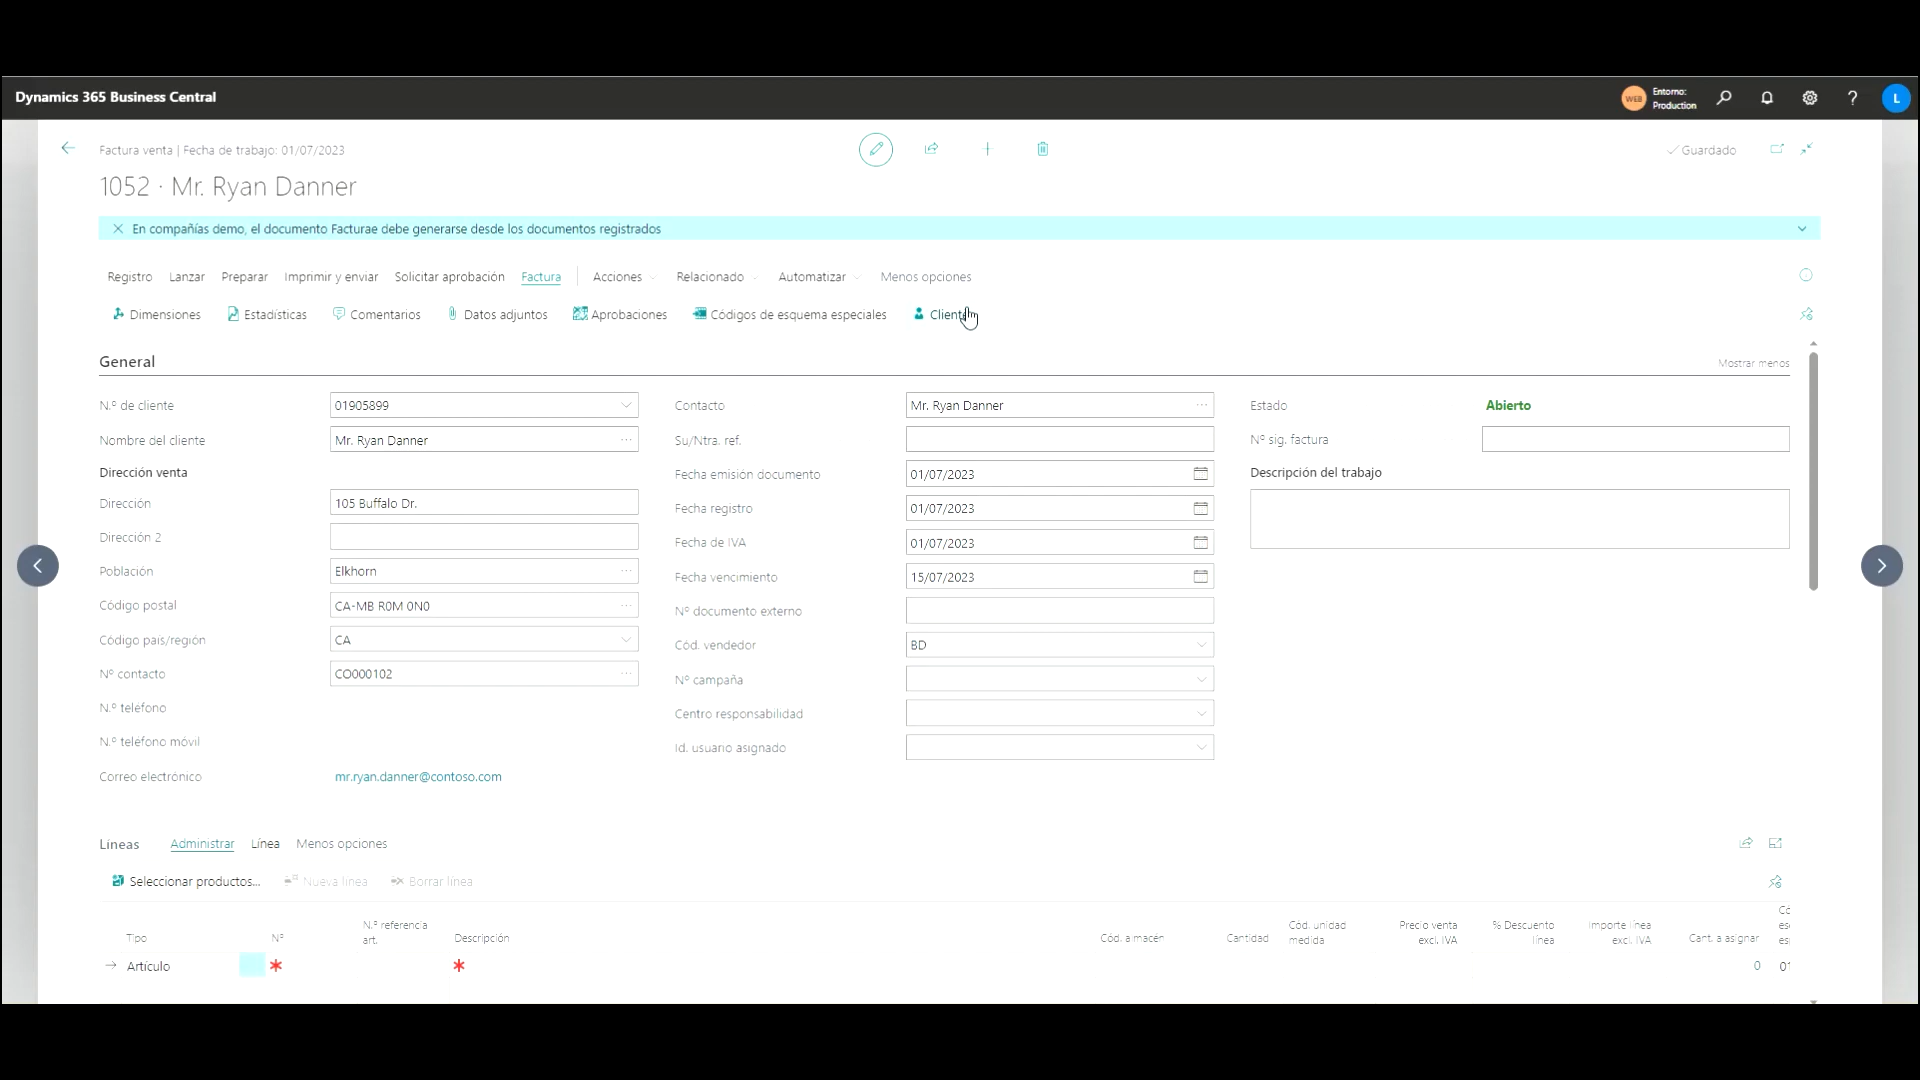 Dynamics 365 Business Central
WEB
Entorno:
Production
?
L
Factura venta | Fecha de trabajo: 01/07/2023
Guardado
1052 · Mr. Ryan Danner
En compañías demo, el documento Facturae debe generarse desde los documentos registrados
Registro Lanzar Preparar Imprimir y enviar Solicitar aprobación Factura Acciones Relacionado Automatizar Menos opciones
Dimensiones Estadísticas Comentarios Datos adjuntos Aprobaciones Códigos de esquema especiales
General
Mostrar menos
N.º de cliente 01905899
Nombre del cliente Mr. Ryan Danner
Dirección venta
Dirección 105 Buffalo Dr.
Dirección 2
Población Elkhorn
Código postal CA-MB R0M 0N0
Código país/región CA
Nº contacto CO000102
N.º teléfono
N.º teléfono móvil
Correo electrónico mr.ryan.danner@contoso.com
Contacto Mr. Ryan Danner
Su/Ntra. ref.
Fecha emisión documento 01/07/2023
Fecha registro 01/07/2023
Fecha de IVA 01/07/2023
Fecha vencimiento 15/07/2023
Nº documento externo
Cód. vendedor BD
Nº campaña
Centro responsabilidad
Id. usuario asignado
Estado Abierto
Nº sig. factura
Descripción del trabajo
Líneas Administrar Línea Menos opciones
Seleccionar productos... Nueva línea Borrar línea
Tipo
Nº
N.º referencia
art.
Descripción
Cód. almacén
Cantidad
Cód. unidad
medida
Precio venta
excl. IVA
% Descuento
línea
Importe línea
excl. IVA
Cant. a asignar
Artículo * * 0